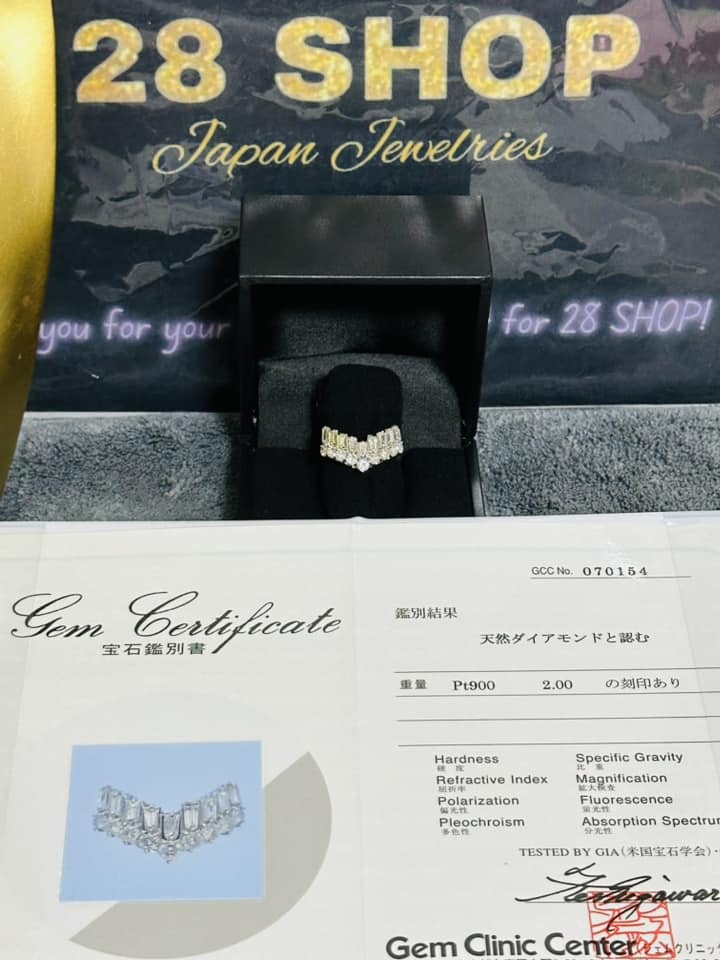 28 SHOP
Japan Jewelries
you for your
for 28 SHOP!
GCC No. 070154
Gem Certificate
宝石鑑別書
鑑別結果
天然ダイアモンドと認む
重量 Pt900 2.00 の刻印あり
Hardness Specific Gravity
硬度 比重
Refractive Index Magnification
屈折率 拡大検査
Polarization Fluorescence
偏光性 蛍光性
Pleochroism Absorption Spectru
多色性 分光性
TESTED BY GIA(米国宝石学会)・
Gem Clinic Center